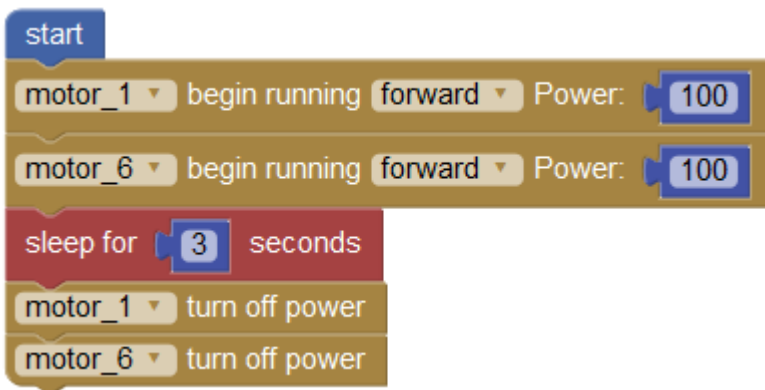 start
motor_1 begin running forward Power: 100
motor_6 begin running forward Power: 100
sleep for 3 seconds
motor_1 turn off power
motor_6 turn off power